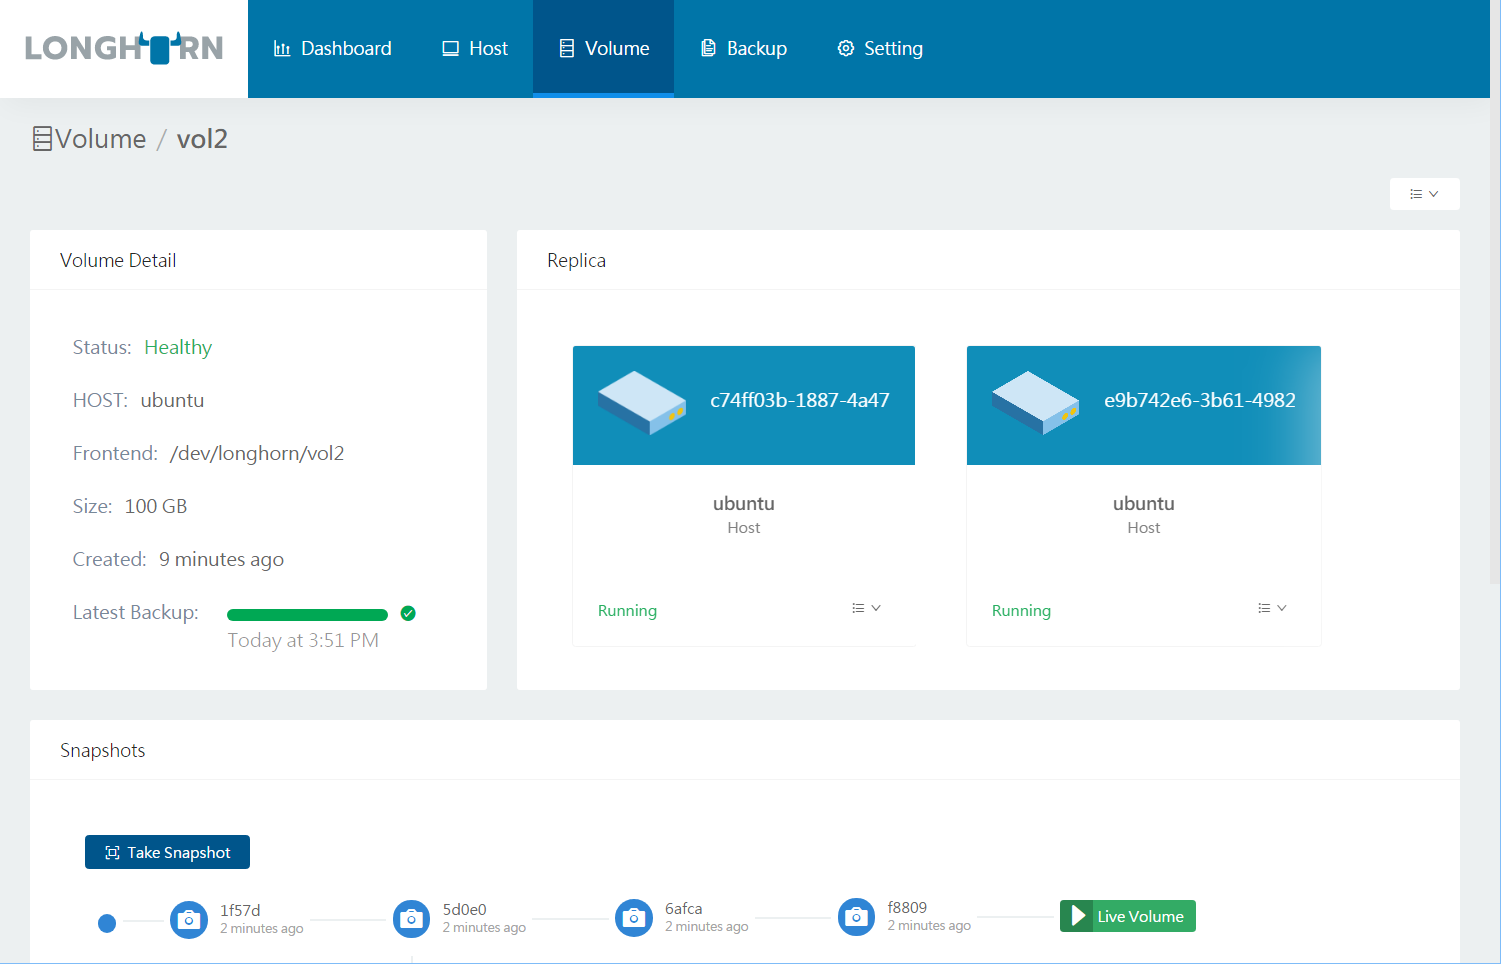 LONGHORN
Dashboard
Host
Volume
Backup
Setting
Volume / vol2
Volume Detail
Status: Healthy
HOST: ubuntu
Frontend: /dev/longhorn/vol2
Size: 100 GB
Created: 9 minutes ago
Latest Backup:
Today at 3:51 PM
Replica
c74ff03b-1887-4a47
ubuntu
Host
Running
e9b742e6-3b61-4982
ubuntu
Host
Running
Snapshots
Take Snapshot
1f57d
2 minutes ago
5d0e0
2 minutes ago
6afca
2 minutes ago
f8809
2 minutes ago
Live Volume